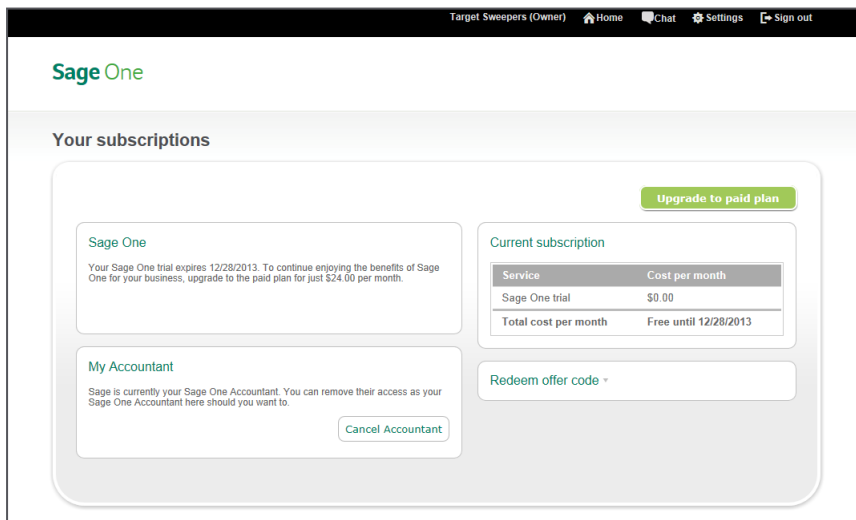 Target Sweepers (Owner) Home Chat Settings Sign out
Sage One
Your subscriptions
Upgrade to paid plan
Sage One
Your Sage One trial expires 12/28/2013. To continue enjoying the benefits of Sage
One for your business, upgrade to the paid plan for just $24.00 per month.
Current subscription
Service Cost per month
Sage One trial $0.00
Total cost per month Free until 12/28/2013
My Accountant
Sage is currently your Sage One Accountant. You can remove their access as your
Sage One Accountant here should you want to.
Cancel Accountant
Redeem offer code